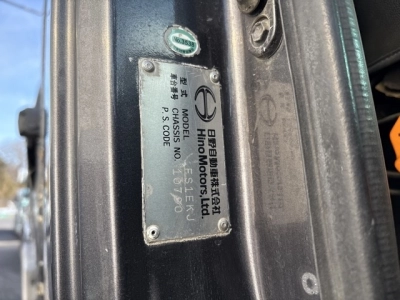 日野自動車株式会社
Hino Motors, Ltd.
型式 MODEL FS1EKJ
車台番号 CHASSIS NO. 10790
P.S. CODE